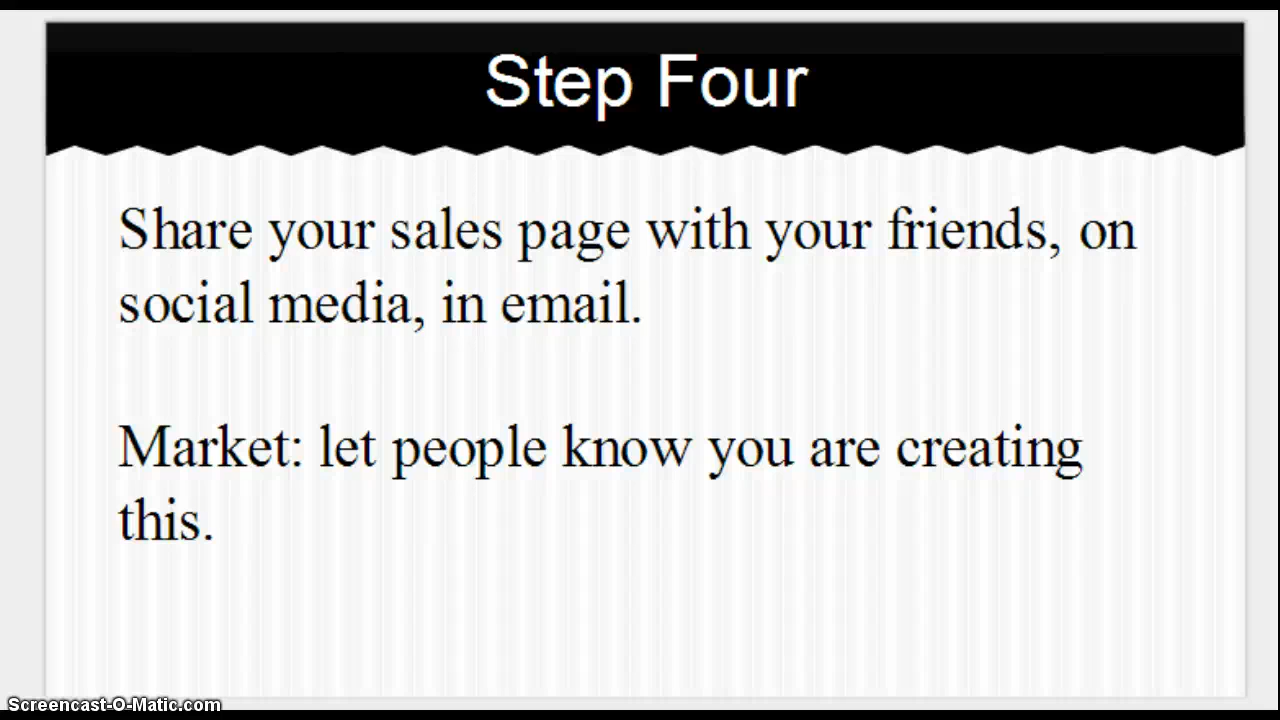 Step Four
Share your sales page with your friends, on
social media, in email.
Market: let people know you are creating
this.
Screencast-O-Matic.com